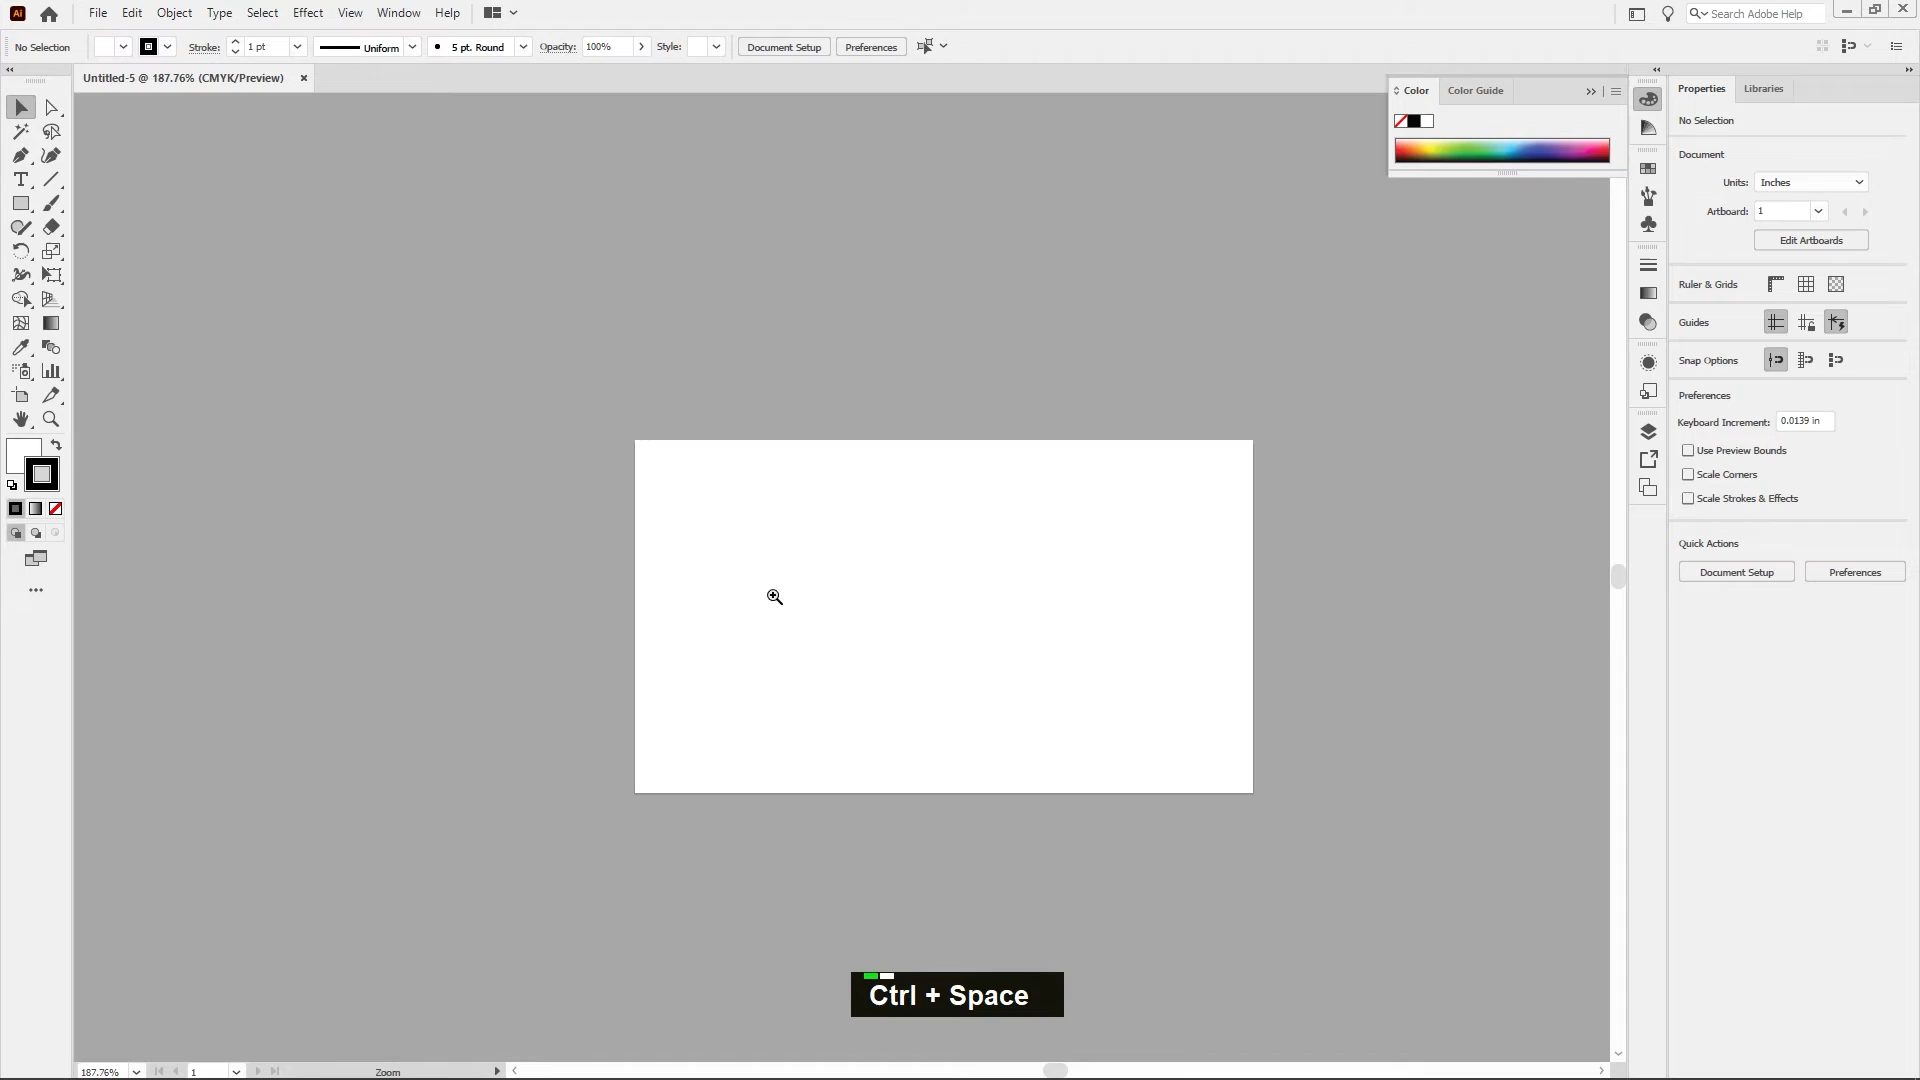 Ai File Edit Object Type Select Effect View Window Help Search Adobe Help
No Selection Stroke: 1 pt Uniform 5 pt. Round Opacity: 100% Style: Document Setup Preferences
Untitled-5 @ 187.76% (CMYK/Preview)
Color Color Guide
Properties Libraries
No Selection
Document
Units: Inches
Artboard: 1
Edit Artboards
Ruler & Grids
Guides
Snap Options
Preferences
Keyboard Increment: 0.0139 in
Use Preview Bounds
Scale Corners
Scale Strokes & Effects
Quick Actions
Document Setup Preferences
Ctrl + Space
187.76% 1 Zoom